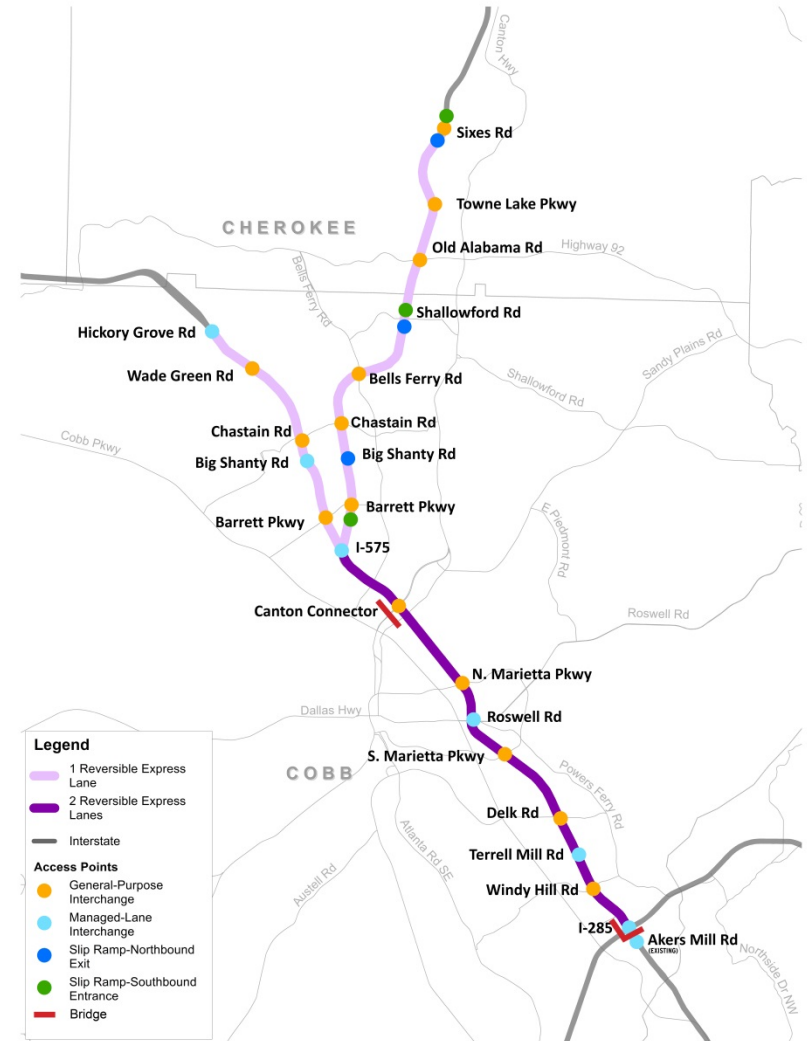 Canton Hwy
Sixes Rd
Towne Lake Pkwy
CHEROKEE
Old Alabama Rd
Highway 92
Bells Ferry Rd
Shallowford Rd
Hickory Grove Rd
Sandy Plains Rd
Wade Green Rd
Bells Ferry Rd
Shallowford Rd
Chastain Rd
Chastain Rd
Cobb Pkwy
Big Shanty Rd
Big Shanty Rd
Barrett Pkwy
Barrett Pkwy
E Piedmont Rd
I-575
Canton Connector
Roswell Rd
N. Marietta Pkwy
Dallas Hwy
Roswell Rd
S. Marietta Pkwy
COBB
Powers Ferry Rd
Delk Rd
Atlanta Rd SE
Terrell Mill Rd
Austell Rd
Windy Hill Rd
I-285
Akers Mill Rd
(EXISTING)
Northside Dr NW
Legend
1 Reversible Express
Lane
2 Reversible Express
Lanes
Interstate
Access Points
General-Purpose
Interchange
Managed-Lane
Interchange
Slip Ramp-Northbound
Exit
Slip Ramp-Southbound
Entrance
Bridge